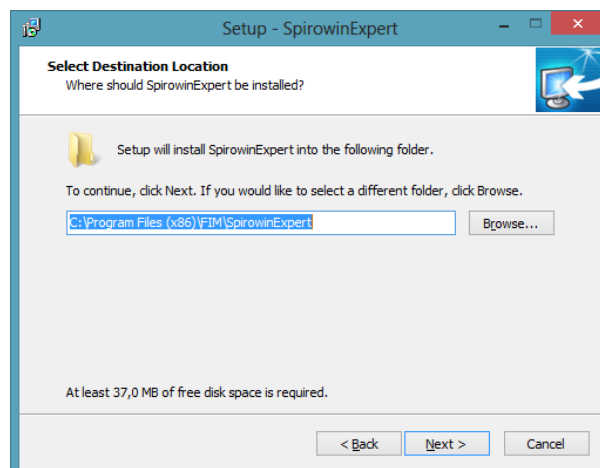 Setup - SpirowinExpert
Select Destination Location
Where should SpirowinExpert be installed?
Setup will install SpirowinExpert into the following folder.
To continue, click Next. If you would like to select a different folder, click Browse.
C:\Program Files (x86)\FIM\SpirowinExpert
Browse...
At least 37,0 MB of free disk space is required.
< Back
Next >
Cancel